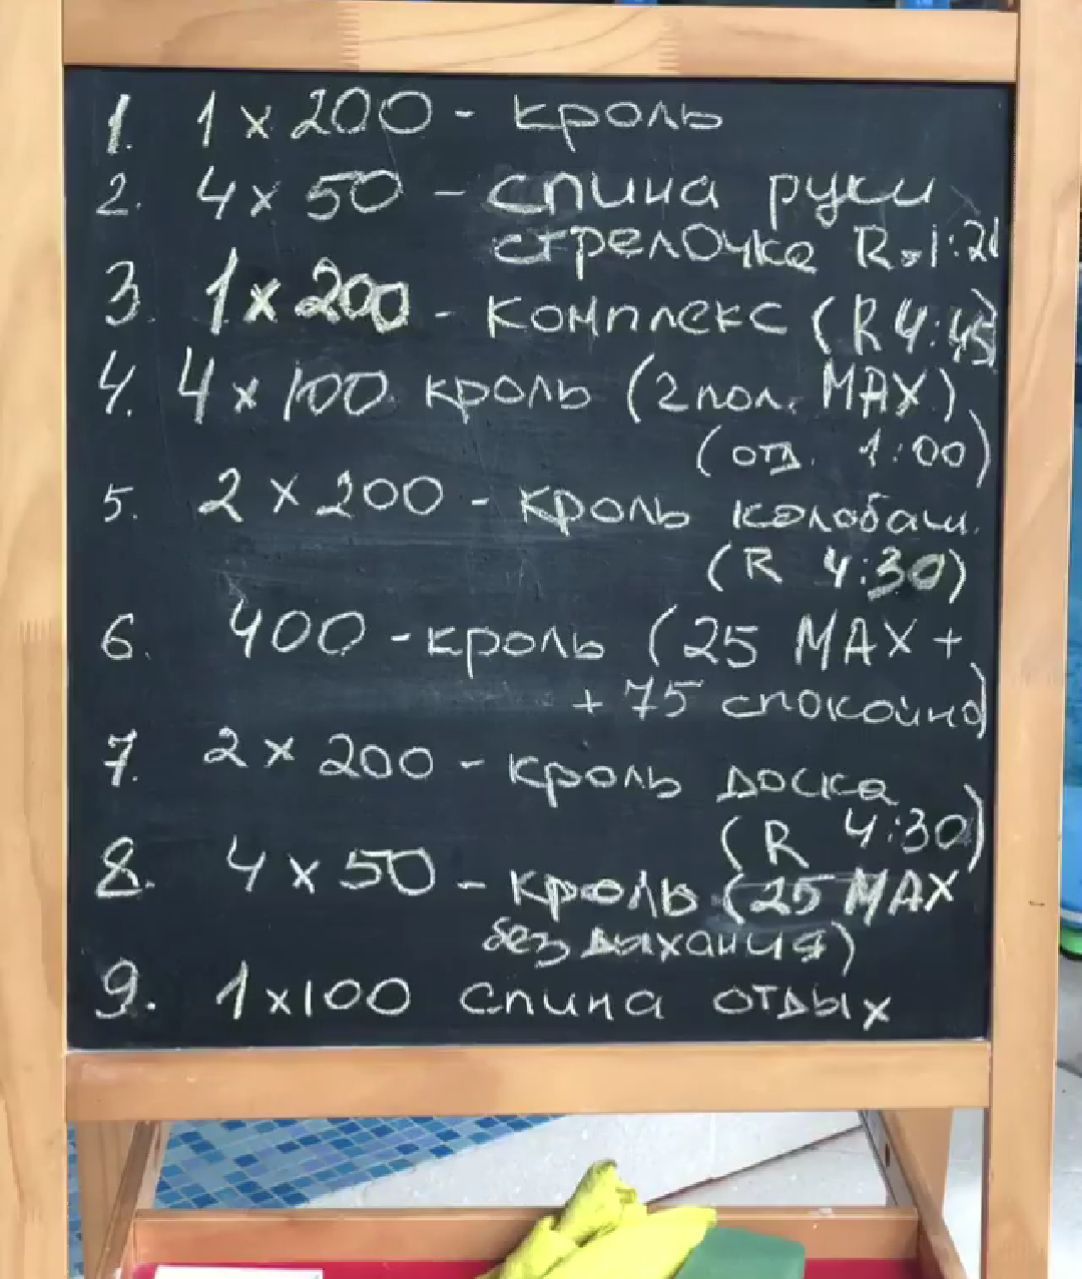 1. 1 x 200 - кроль
2. 4 x 50 - спина руки
стрелочка R-1:20
3. 1 x 200 - комплекс (R 4:45)
4. 4 x 100 кроль (2 пол. MAX)
(отд. 1:00)
5. 2 x 200 - кроль колобаш.
(R 4:30)
6. 400 - кроль (25 MAX +
+ 75 спокойно)
7. 2 x 200 - кроль доска
(R 4:30)
8. 4 x 50 - кроль (25 MAX
без дыхания)
9. 1 x 100 спина отдых